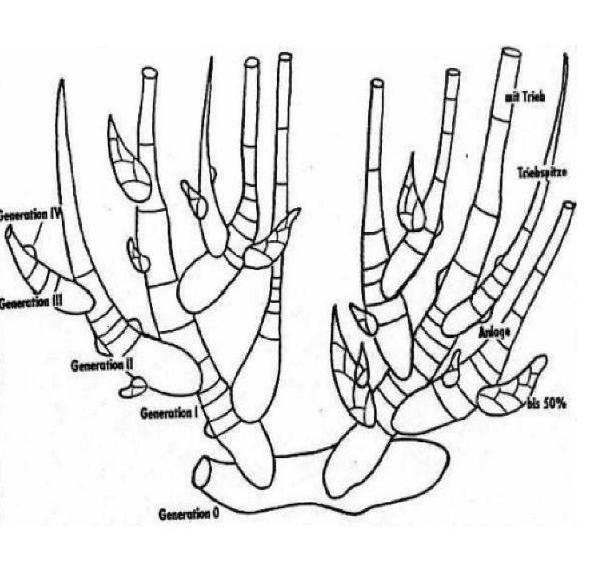 mit Trieb
Triebspitze
Generation IV
Generation III
Anlage
Generation II
bis 50%
Generation I
Generation 0